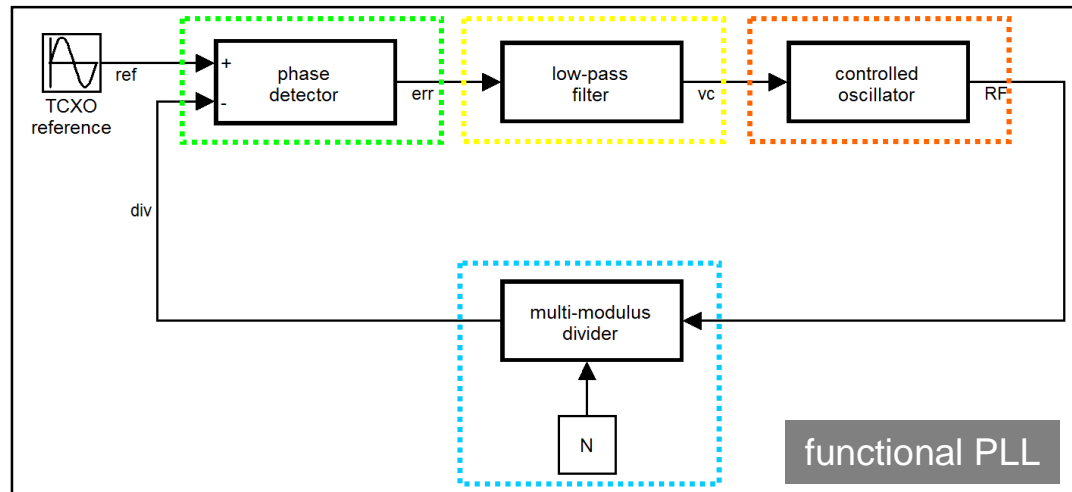 TCXO
reference
ref
+
-
phase
detector
err
low-pass
filter
vc
controlled
oscillator
RF
div
multi-modulus
divider
N
functional PLL